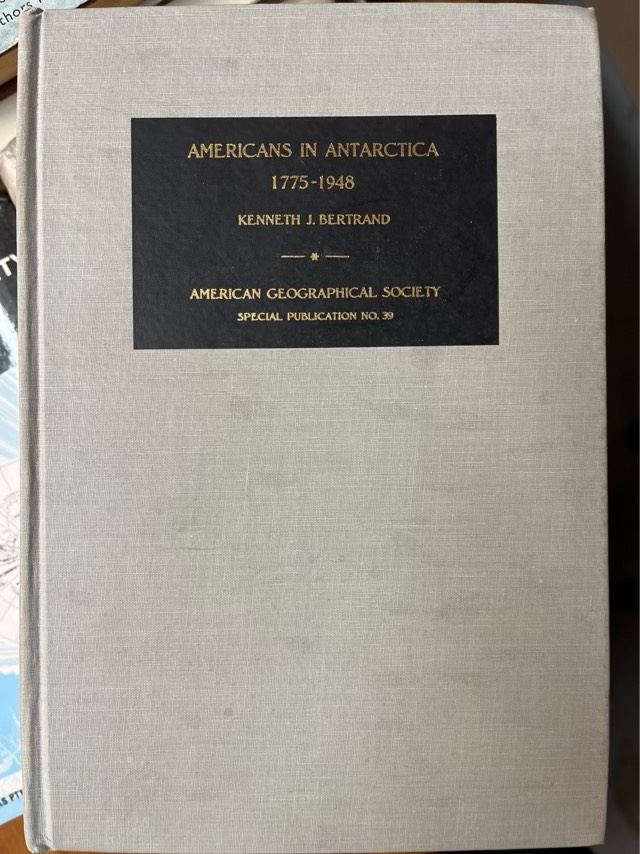 AMERICANS IN ANTARCTICA
1775-1948
KENNETH J. BERTRAND
AMERICAN GEOGRAPHICAL SOCIETY
SPECIAL PUBLICATION NO. 39